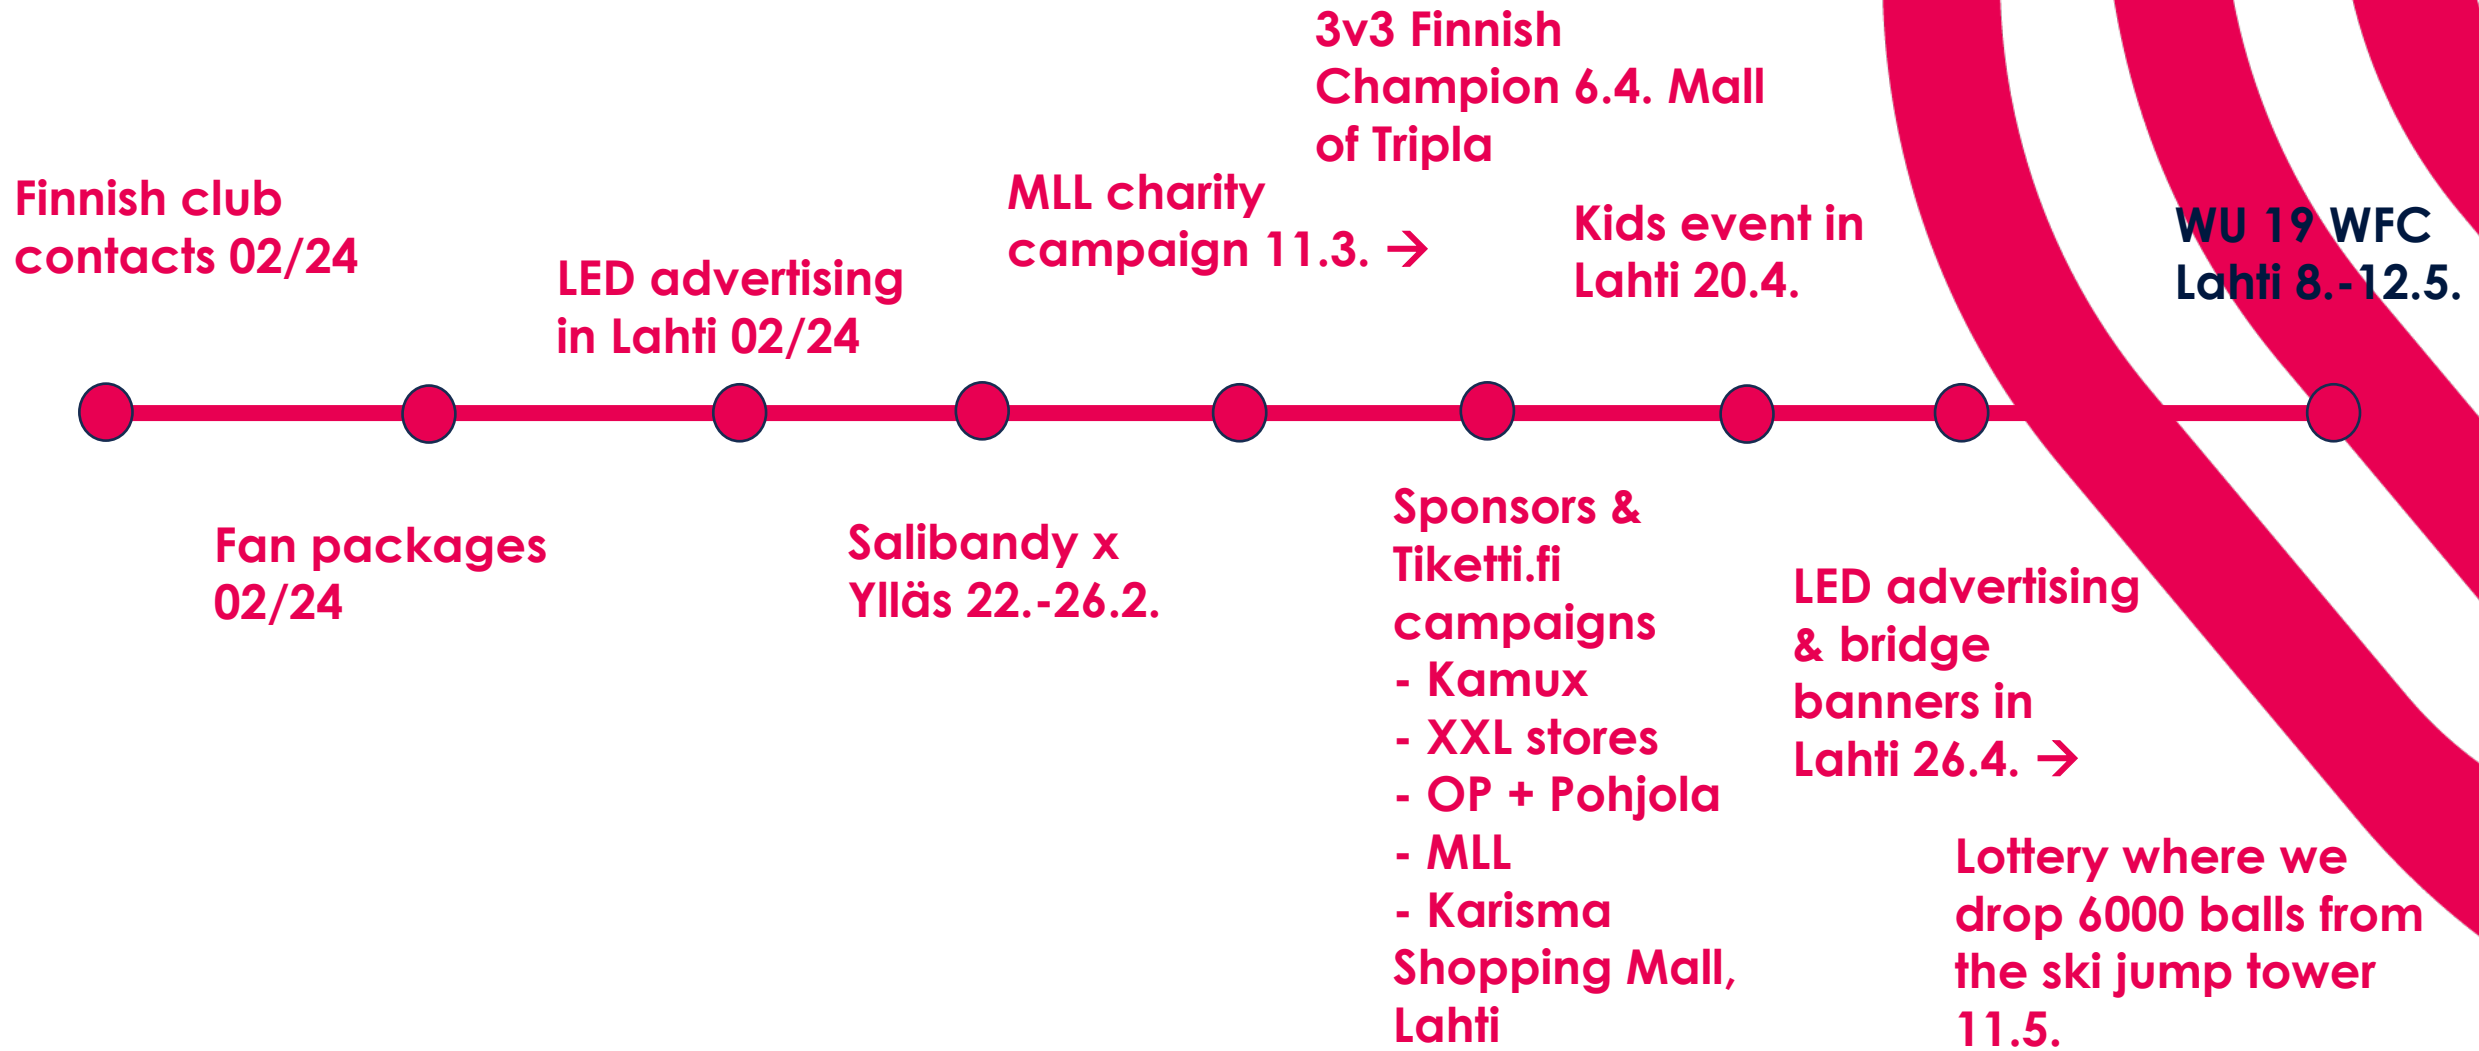 Finnish club
contacts 02/24
Fan packages
02/24
LED advertising
in Lahti 02/24
Salibandy x
Ylläs 22.-26.2.
MLL charity
campaign 11.3. →
3v3 Finnish
Champion 6.4. Mall
of Tripla
Sponsors &
Tiketti.fi
campaigns
- Kamux
- XXL stores
- OP + Pohjola
- MLL
- Karisma
Shopping Mall,
Lahti
Kids event in
Lahti 20.4.
LED advertising
& bridge
banners in
Lahti 26.4. →
Lottery where we
drop 6000 balls from
the ski jump tower
11.5.
WU 19 WFC
Lahti 8.-12.5.